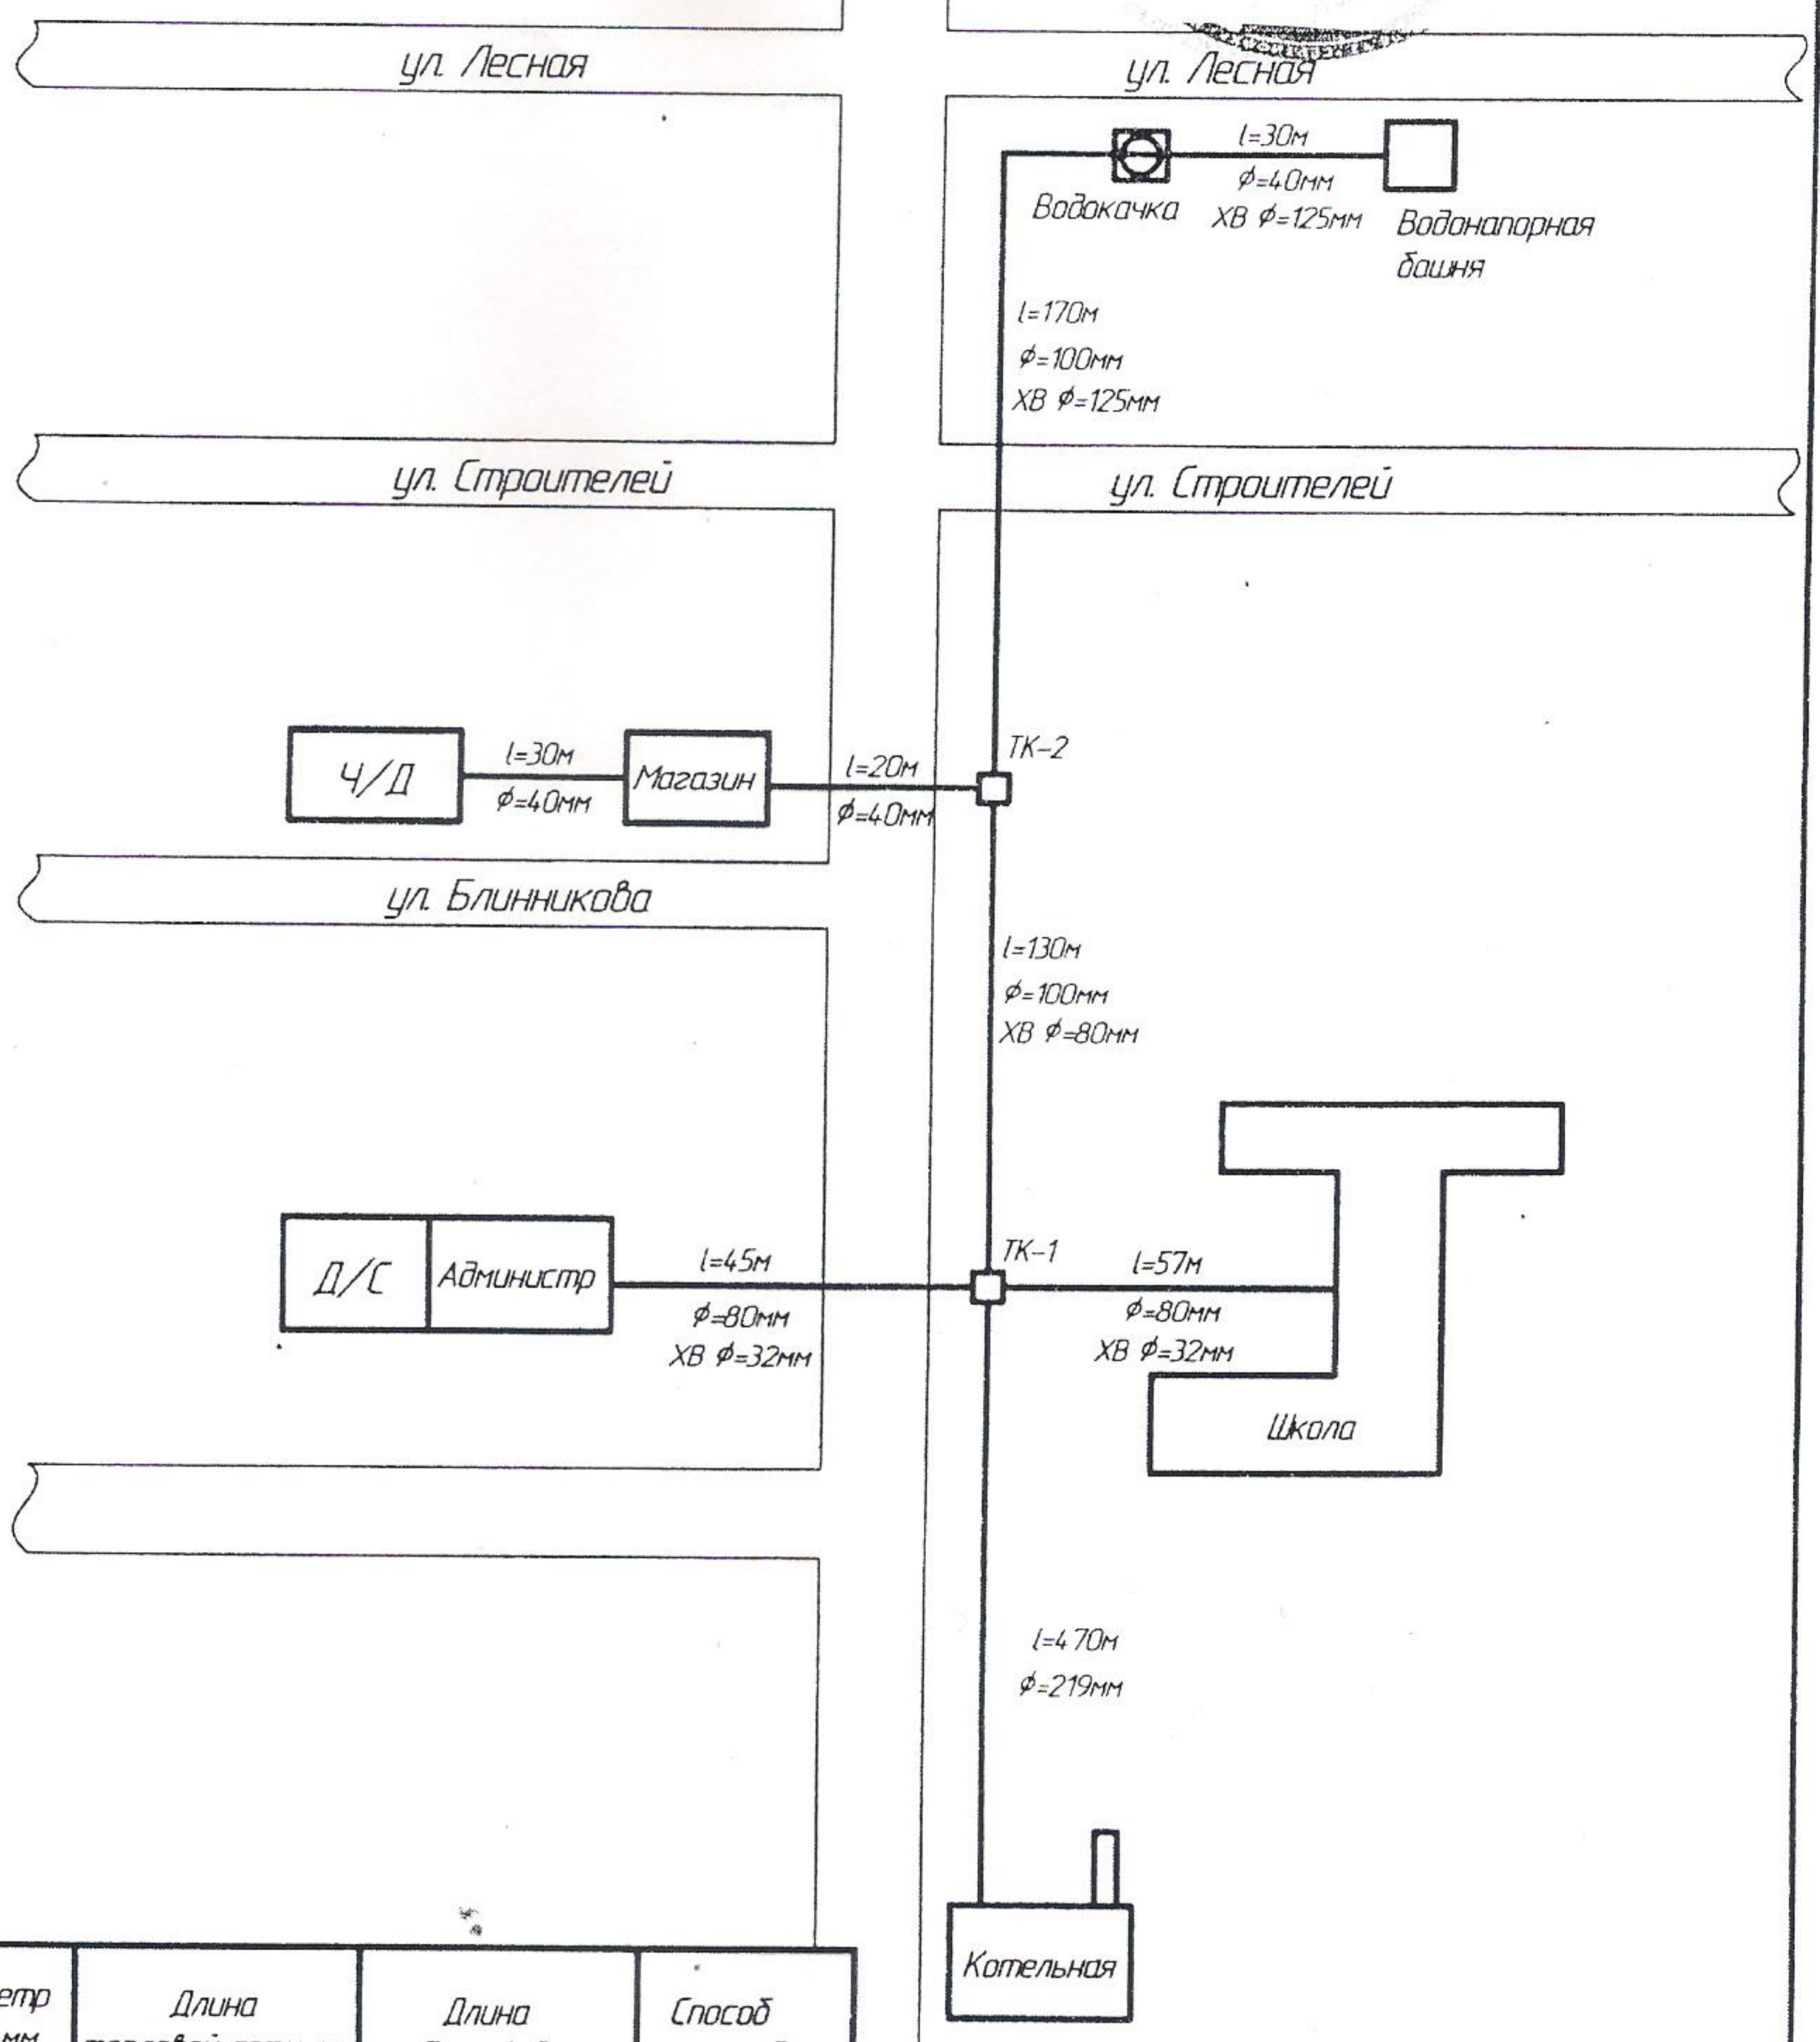 ул. Лесная
ул. Лесная
l=30м
ϕ=40мм
ХВ ϕ=125мм
Водокачка
Водонапорная
башня
l=170м
ϕ=100мм
ХВ ϕ=125мм
ул. Строителей
ул. Строителей
Ч/Д
l=30м
ϕ=40мм
Магазин
l=20м
ϕ=40мм
ТК-2
ул. Блинникова
l=130м
ϕ=100мм
ХВ ϕ=80мм
Д/С
Администр
l=45м
ϕ=80мм
ХВ ϕ=32мм
ТК-1
l=57м
ϕ=80мм
ХВ ϕ=32мм
Школа
l=470м
ϕ=219мм
Котельная
етр
мм
Длина
Длина
Способ